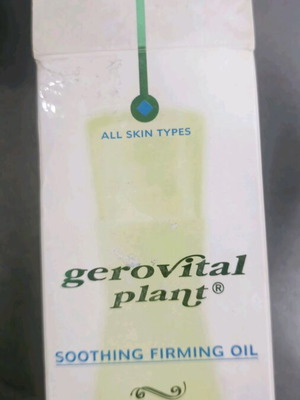 ALL SKIN TYPES
gerovital
plant®
SOOTHING FIRMING OIL